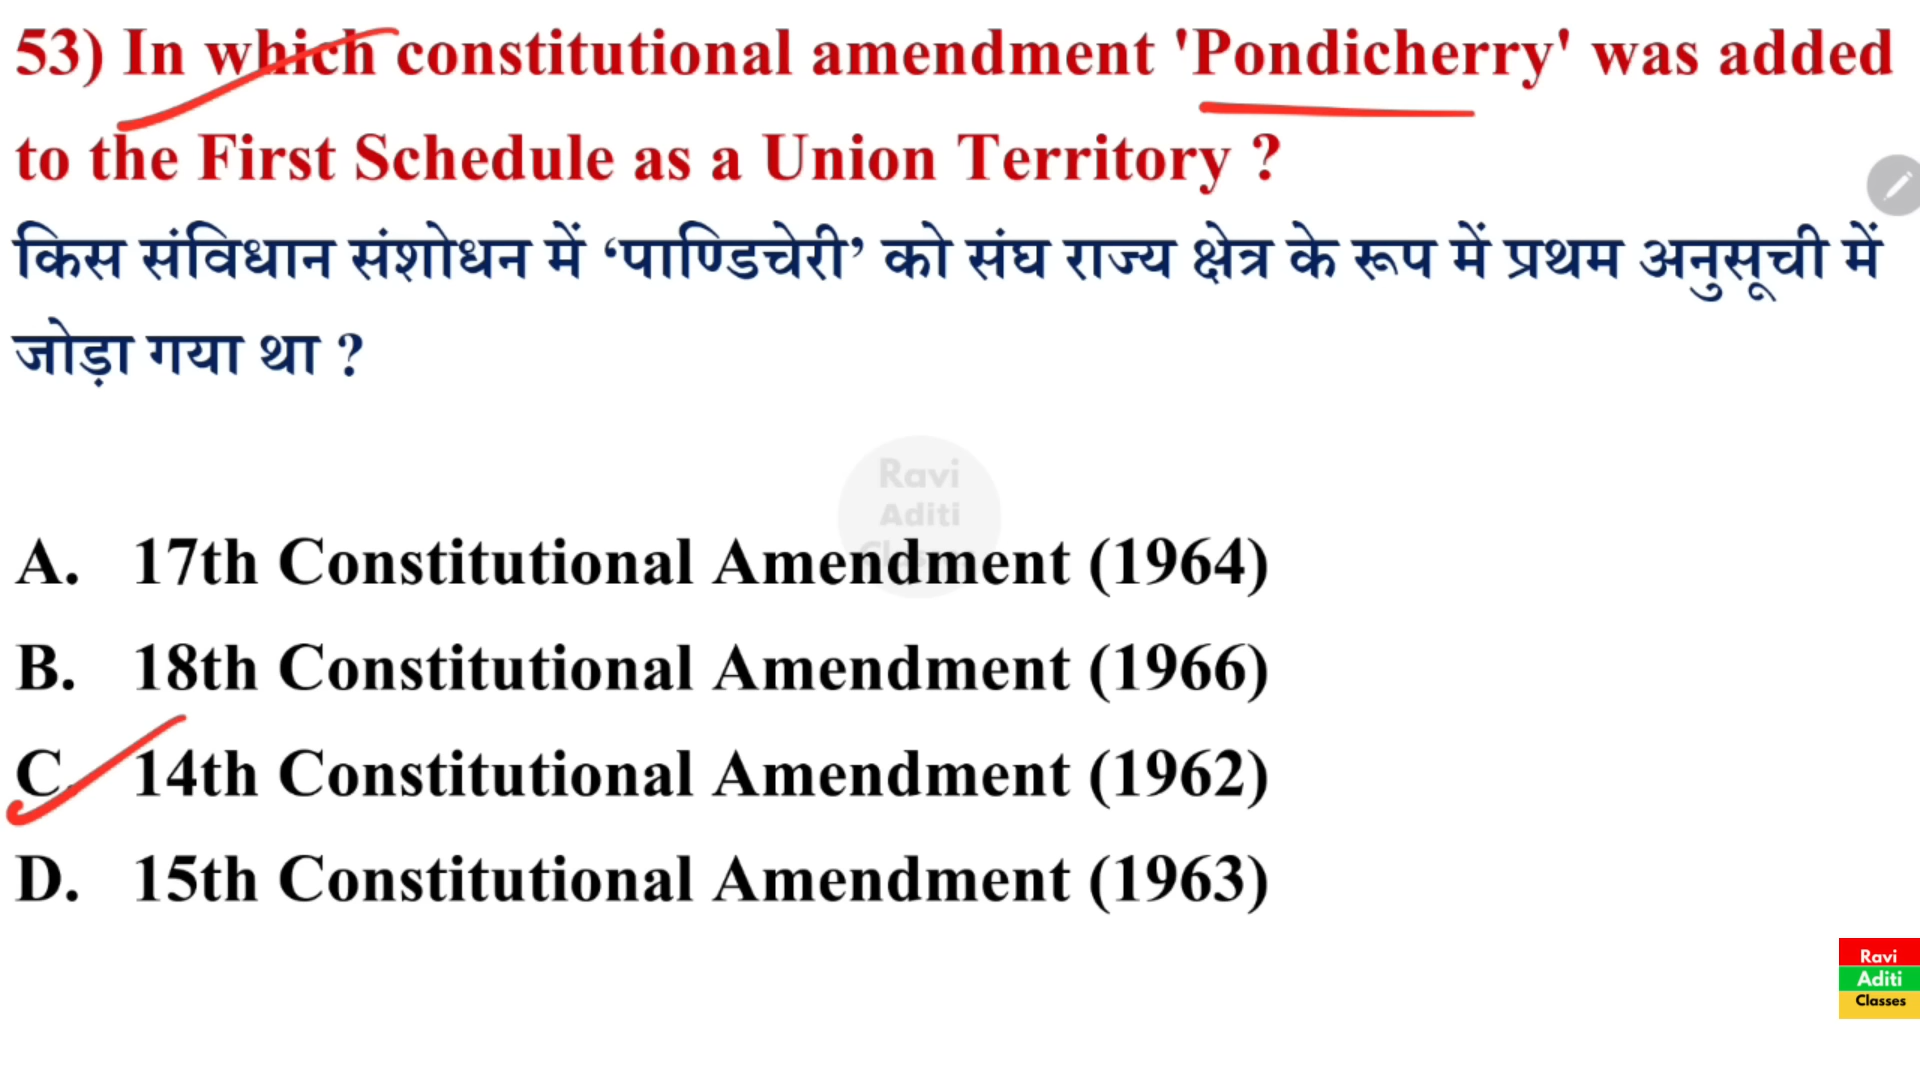 53) In which constitutional amendment 'Pondicherry' was added
to the First Schedule as a Union Territory ?
किस संविधान संशोधन में ‘पाण्डिचेरी’ को संघ राज्य क्षेत्र के रूप में प्रथम अनुसूची में
जोड़ा गया था ?
Ravi
Aditi
Classes
A. 17th Constitutional Amendment (1964)
B. 18th Constitutional Amendment (1966)
C. 14th Constitutional Amendment (1962)
D. 15th Constitutional Amendment (1963)
Ravi
Aditi
Classes